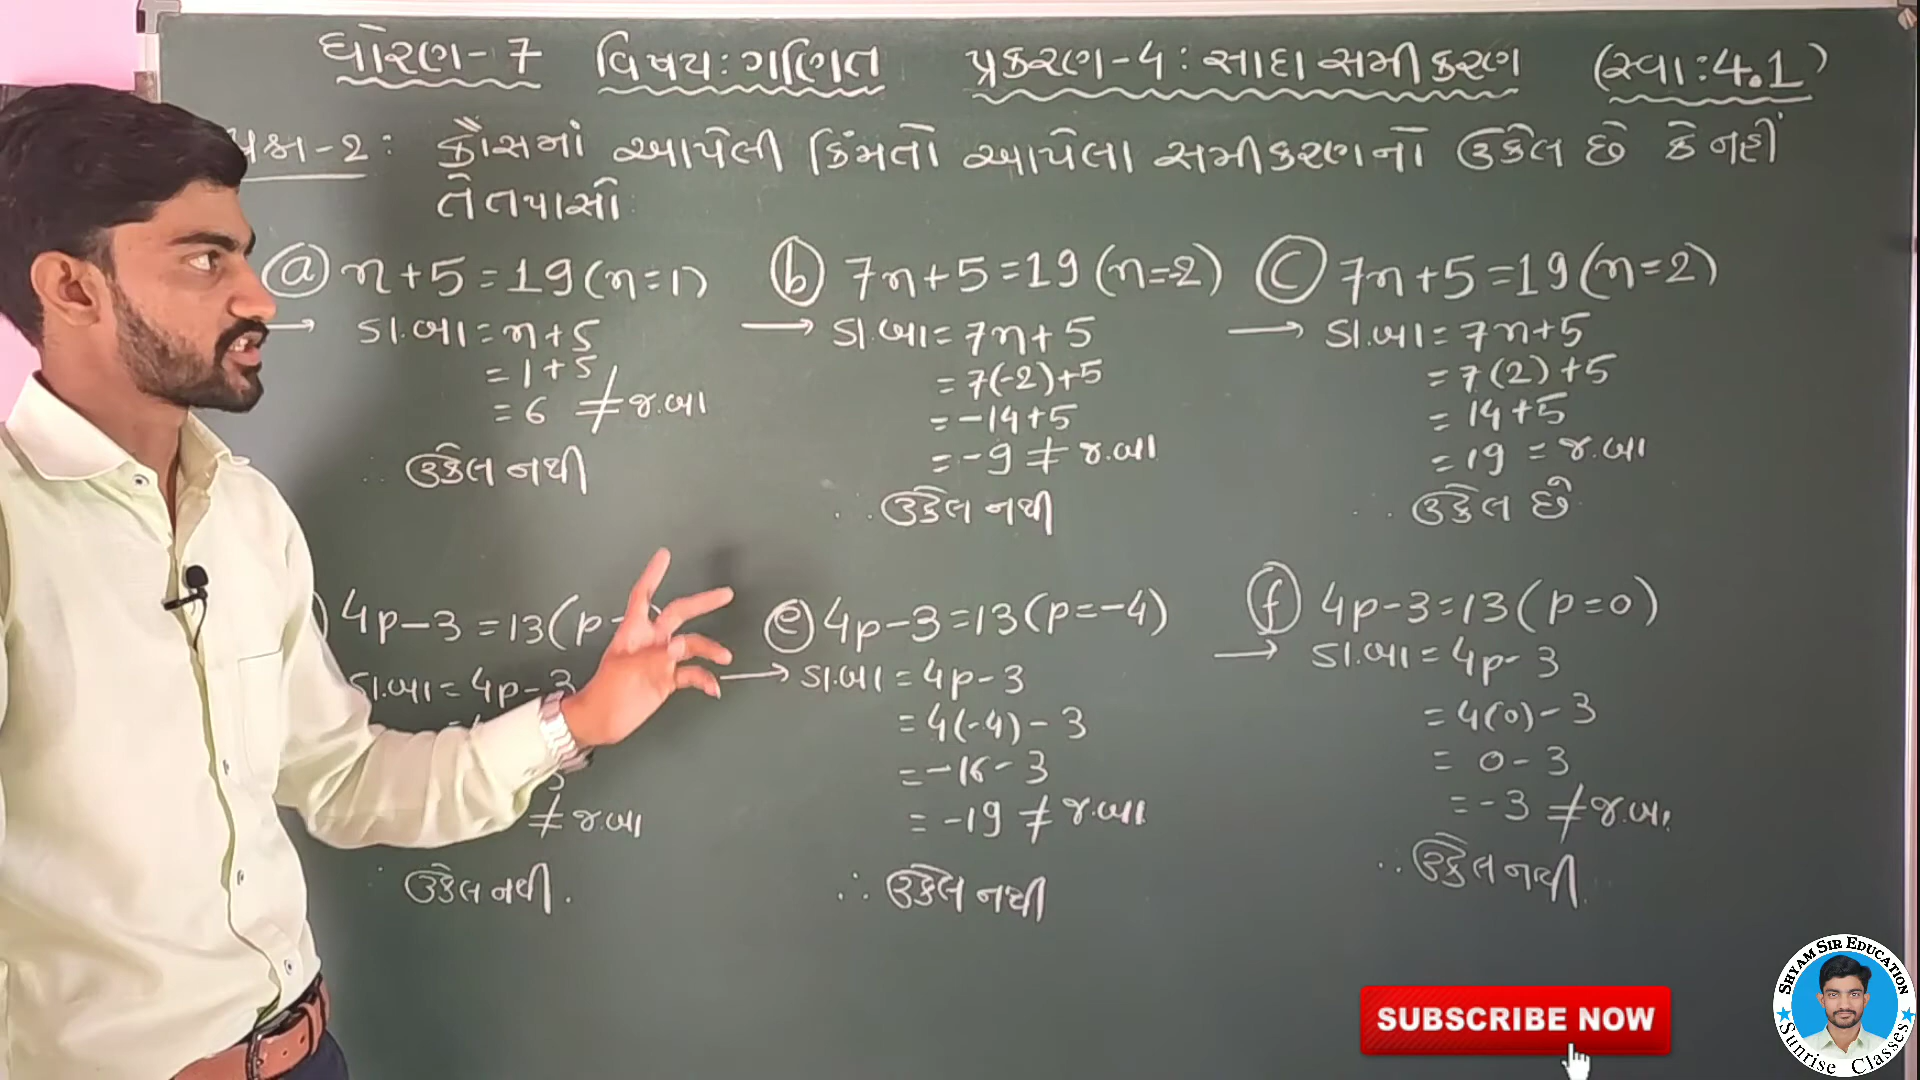 ધોરણ-7 વિષય:ગણિત પ્રકરણ-4: સાદા સમીકરણ (સ્વા:4.1)
પ્રશ્ન-2: કૌંસમાં આપેલી કિંમતો આપેલા સમીકરણનો ઉકેલ છે કે નહીં
તે તપાસો
ⓐ n+5=19(n=1)
→ ડા.બા=n+5
=1+5
=6 ≠જ.બા
∴ ઉકેલ નથી
ⓑ 7n+5=19(n=-2)
→ ડા.બા=7n+5
=7(-2)+5
=-14+5
=-9≠જ.બા
∴ ઉકેલ નથી
ⓒ 7n+5=19(n=2)
→ ડા.બા=7n+5
=7(2)+5
=14+5
=19=જ.બા
∴ ઉકેલ છે
4p-3=13(p=
ડા.બા=4p-3
≠જ.બા
∴ ઉકેલ નથી.
ⓔ 4p-3=13(p=-4)
→ ડા.બા=4p-3
=4(-4)-3
=-16-3
=-19≠જ.બા
∴ ઉકેલ નથી
ⓕ 4p-3=13(p=0)
→ ડા.બા=4p-3
=4(0)-3
=0-3
=-3≠જ.બા
∴ ઉકેલ નથી.
SUBSCRIBE NOW
SHYAM SIR EDUCATION
Sunrise Classes